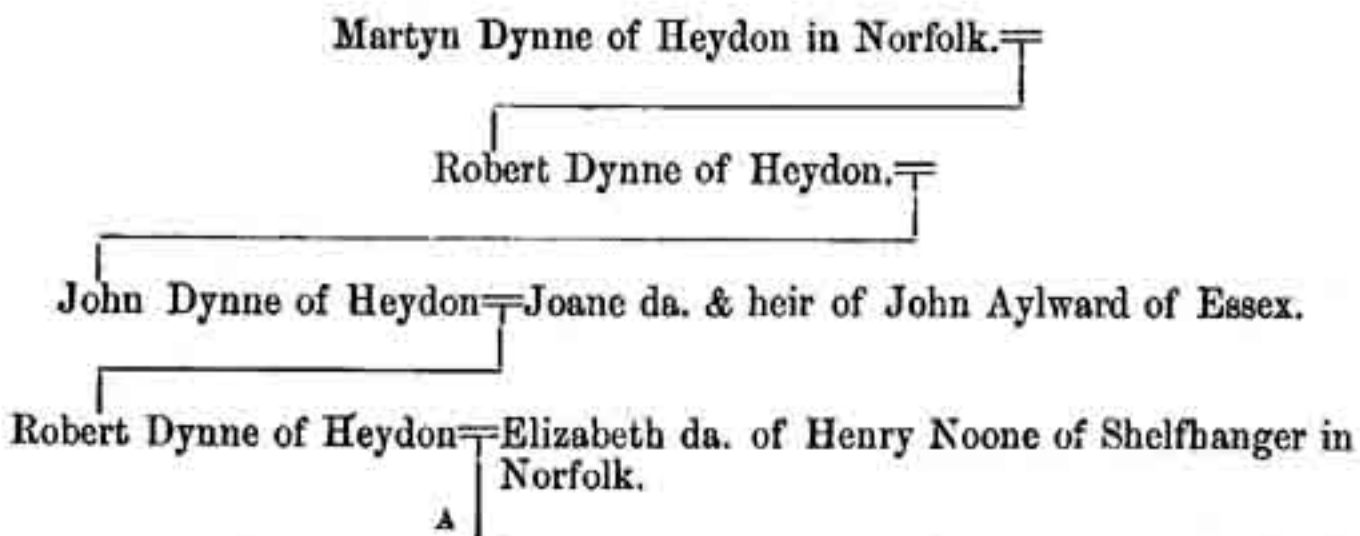 Martyn Dynne of Heydon in Norfolk.
Robert Dynne of Heydon.
John Dynne of Heydon=Joane da. & heir of John Aylward of Essex.
Robert Dynne of Heydon=Elizabeth da. of Henry Noone of Shelfhanger in
Norfolk.
A